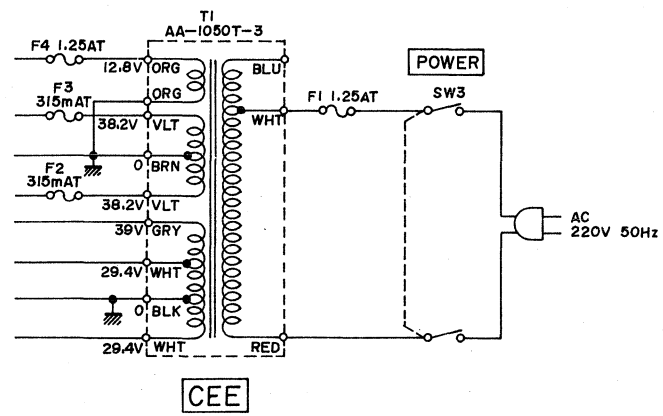 T1
AA-1050T-3
F4 1.25AT
12.8V ORG
BLU
POWER
ORG
F3
315mAT
F1 1.25AT
SW3
38.2V VLT
WHT
0 BRN
F2
315mAT
38.2V VLT
39V GRY
AC
220V 50Hz
29.4V WHT
0 BLK
29.4V WHT
RED
CEE